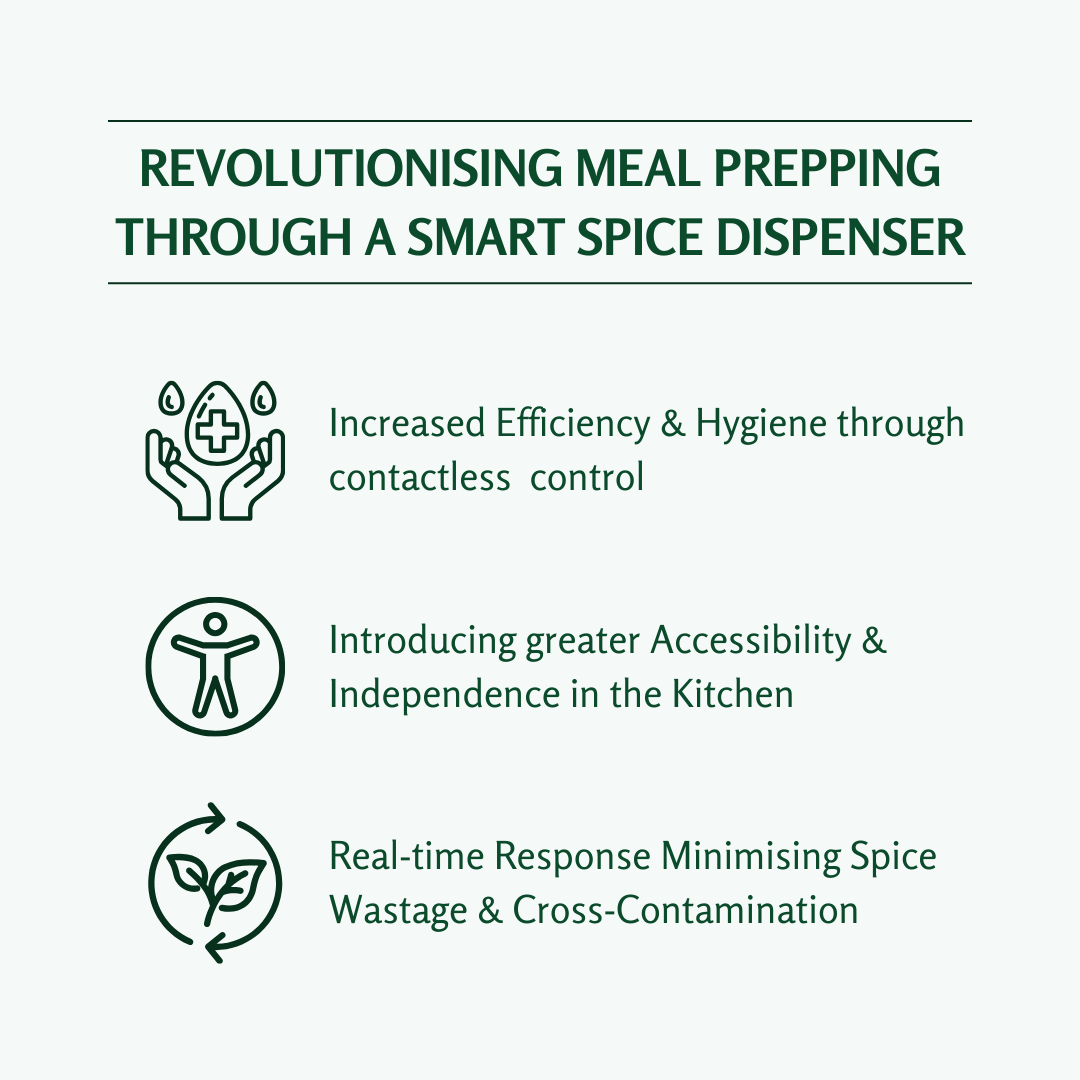 REVOLUTIONISING MEAL PREPPING
THROUGH A SMART SPICE DISPENSER
Increased Efficiency & Hygiene through
contactless  control
Introducing greater Accessibility &
Independence in the Kitchen
Real-time Response Minimising Spice
Wastage & Cross-Contamination